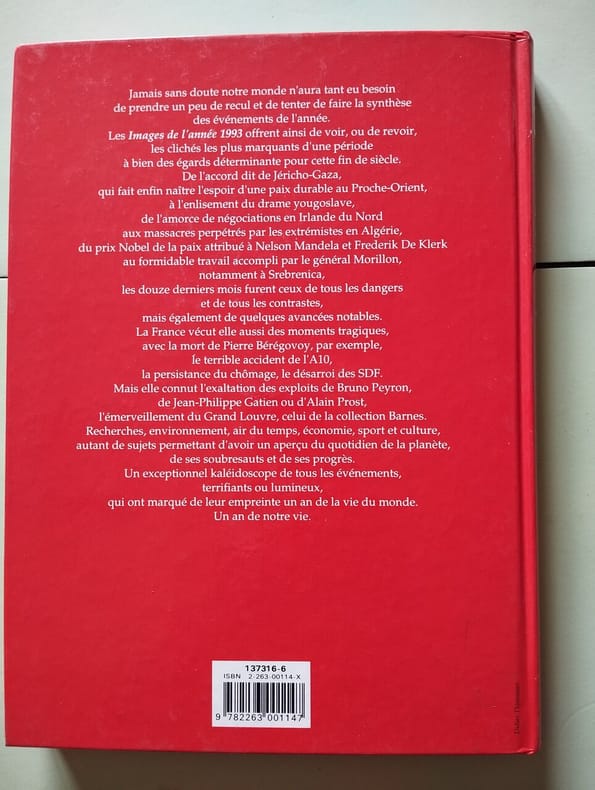 Jamais sans doute notre monde n'aura tant eu besoin
de prendre un peu de recul et de tenter de faire la synthèse
des événements de l'année.
Les Images de l'année 1993 offrent ainsi de voir, ou de revoir,
les clichés les plus marquants d'une période
à bien des égards déterminante pour cette fin de siècle.
De l'accord dit de Jéricho-Gaza,
qui fait enfin naître l'espoir d'une paix durable au Proche-Orient,
à l'enlisement du drame yougoslave,
de l'amorce de négociations en Irlande du Nord
aux massacres perpétrés par les extrémistes en Algérie,
du prix Nobel de la paix attribué à Nelson Mandela et Frederik De Klerk
au formidable travail accompli par le général Morillon,
notamment à Srebrenica,
les douze derniers mois furent ceux de tous les dangers
et de tous les contrastes,
mais également de quelques avancées notables.
La France vécut elle aussi des moments tragiques,
avec la mort de Pierre Bérégovoy, par exemple,
le terrible accident de l'A10,
la persistance du chômage, le désarroi des SDF.
Mais elle connut l'exaltation des exploits de Bruno Peyron,
de Jean-Philippe Gatien ou d'Alain Prost,
l'émerveillement du Grand Louvre, celui de la collection Barnes.
Recherches, environnement, air du temps, économie, sport et culture,
autant de sujets permettant d'avoir un aperçu du quotidien de la planète,
de ses soubresauts et de ses progrès.
Un exceptionnel kaléidoscope de tous les événements,
terrifiants ou lumineux,
qui ont marqué de leur empreinte un an de la vie du monde.
Un an de notre vie.
137316-6
ISBN 2-263-00114-X
9 782263 001147
Didier Thimonier